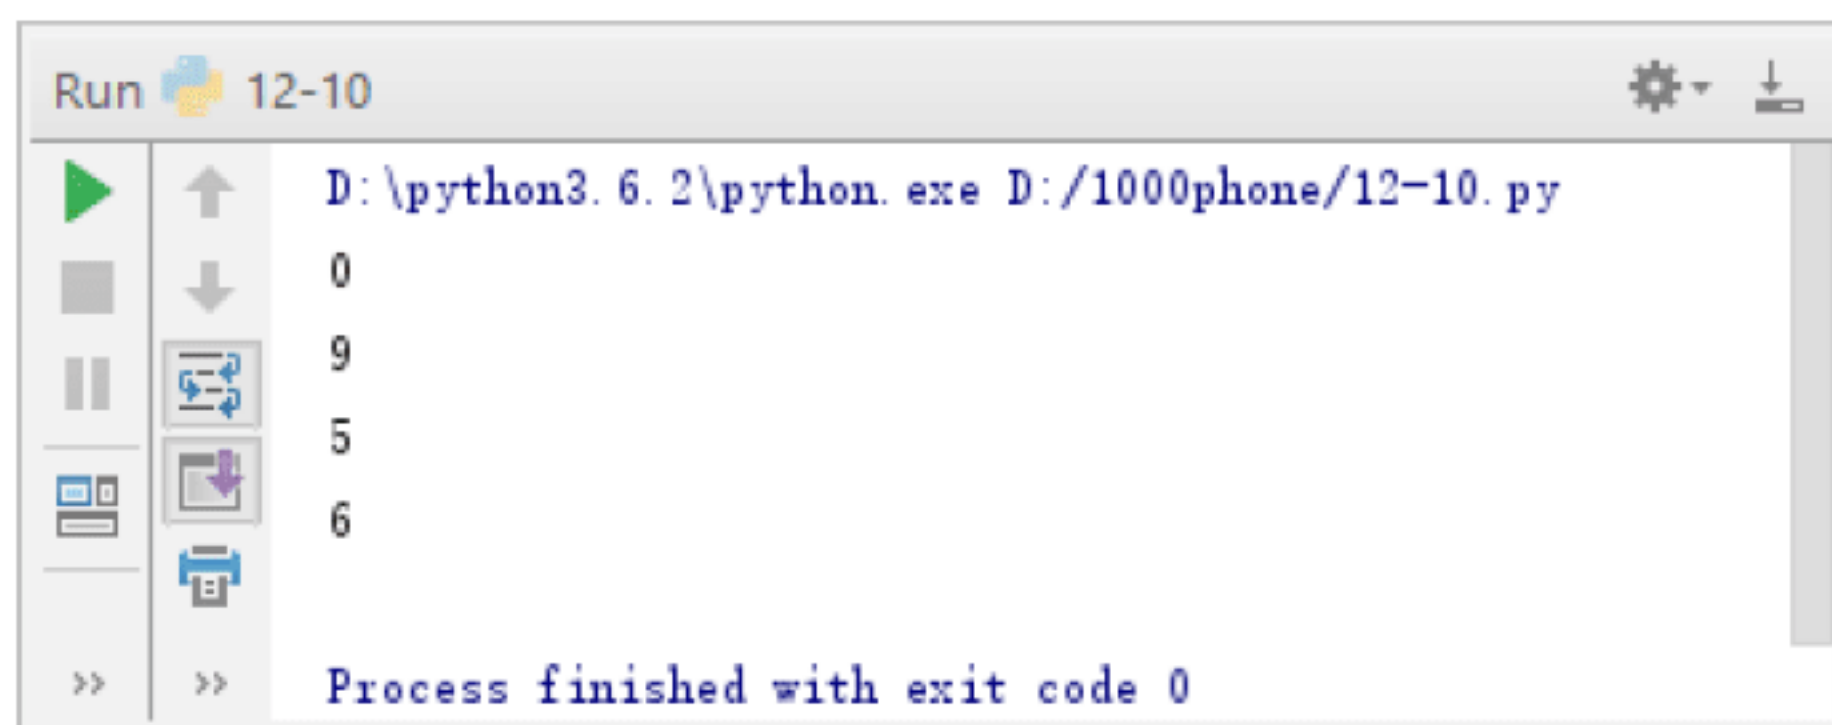 Run 12-10
D:\python3.6.2\python.exe D:/1000phone/12-10.py
0
9
5
6
Process finished with exit code 0